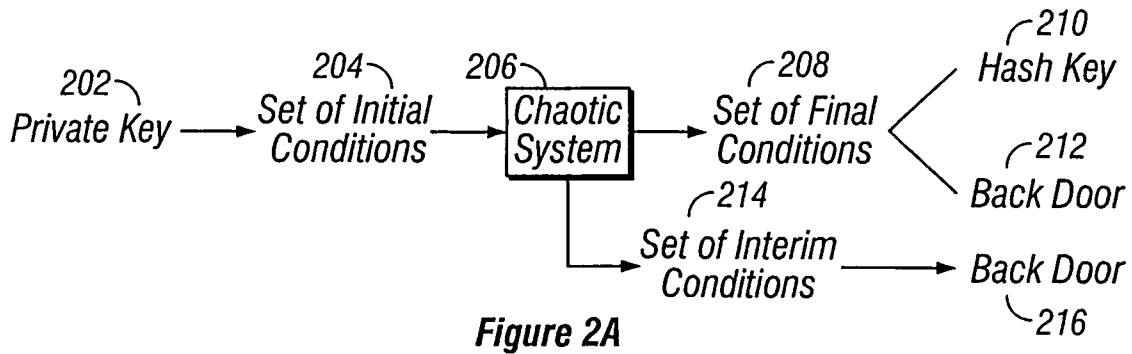 210
Hash Key
202
Private Key
204
Set of Initial
Conditions
206
Chaotic
System
208
Set of Final
Conditions
212
Back Door
214
Set of Interim
Conditions
Back Door
216
Figure 2A